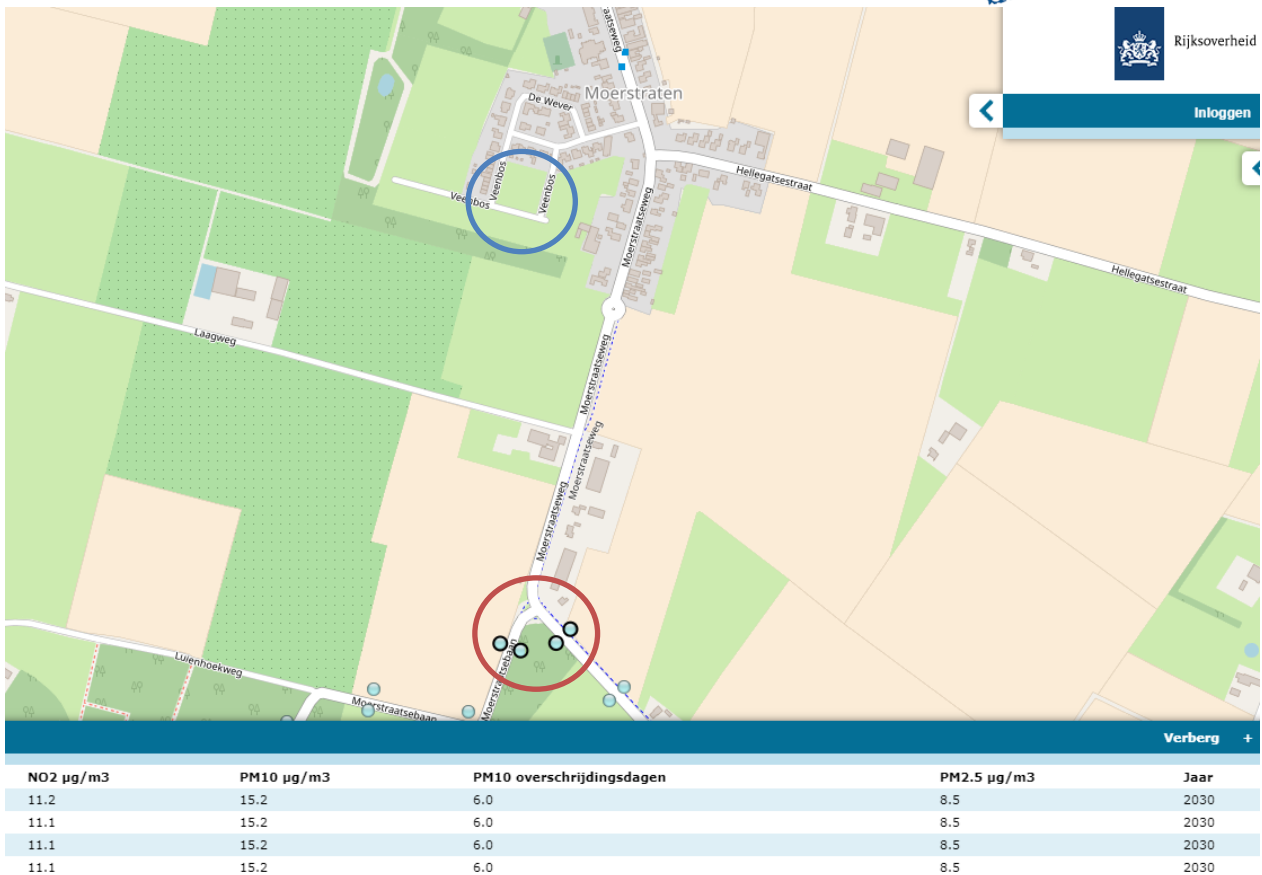 Rijksoverheid
Inloggen
aatseweg
Moerstraten
De Wever
Veenbos
Veenbos
Veenbos
Hellegatsestraat
Moerstraatseweg
Hellegatsestraat
Laagweg
Moerstraatseweg
Moerstraatseweg
Moerstraatseweg
Luienhoekweg
Moerstraatsebaan
Moerstraatsebaan
Verberg +
NO2 µg/m3 PM10 µg/m3 PM10 overschrijdingsdagen PM2.5 µg/m3 Jaar
11.2 15.2 6.0 8.5 2030
11.1 15.2 6.0 8.5 2030
11.1 15.2 6.0 8.5 2030
11.1 15.2 6.0 8.5 2030